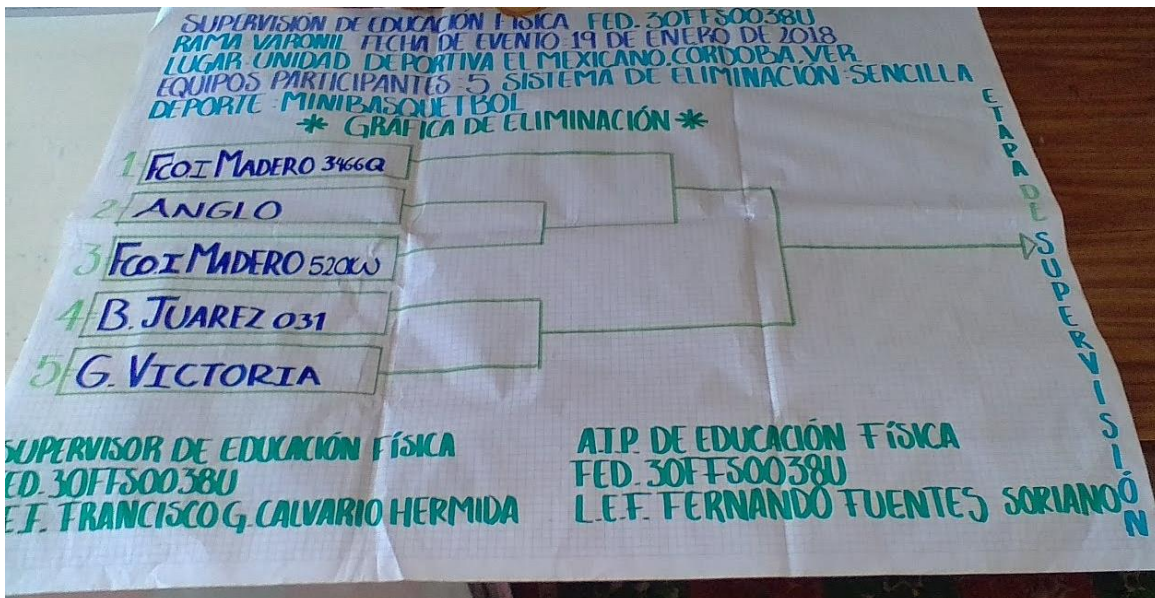 SUPERVISIÓN DE EDUCACIÓN FÍSICA FED. 30FFS0038U
RAMA VARONIL FECHA DE EVENTO: 19 DE ENERO DE 2018
LUGAR: UNIDAD DEPORTIVA EL MEXICANO. CORDOBA, VER.
EQUIPOS PARTICIPANTES: 5 SISTEMA DE ELIMINACIÓN: SENCILLA
DEPORTE: MINIBASQUETBOL
* GRÁFICA DE ELIMINACIÓN *
1 FCO I MADERO 3466Q
2 ANGLO
3 FCO. I MADERO
4 B. JUAREZ 031
5 G. VICTORIA
ETAPA DE SUPERVISIÓN
SUPERVISOR DE EDUCACIÓN FÍSICA
ED. 30FFS0038U
E.F. FRANCISCO G. CALVARIO HERMIDA
A.T.P. DE EDUCACIÓN FÍSICA
FED. 30FFS0038U
L.E.F. FERNANDO FUENTES SORIANO